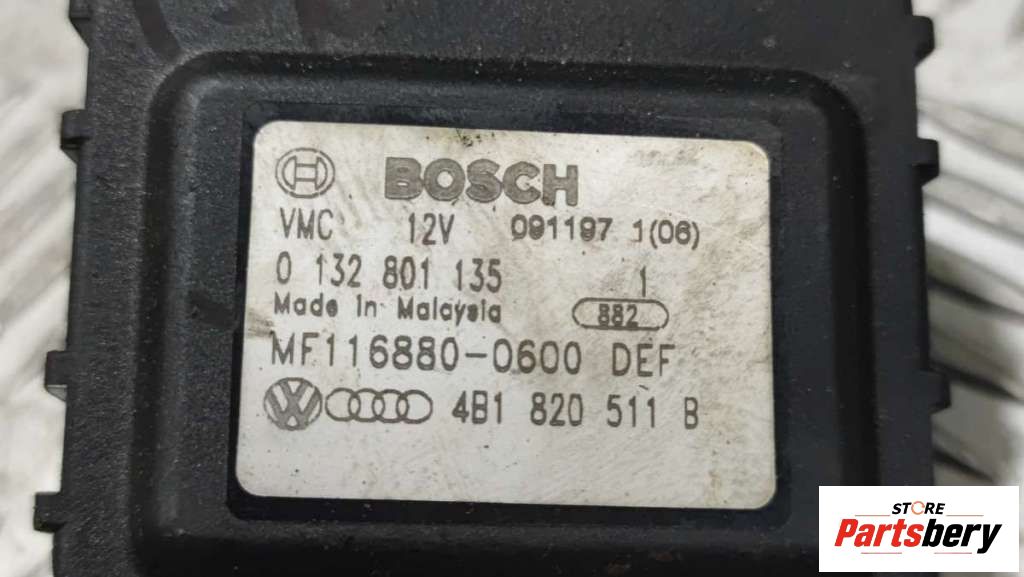 BOSCH
VMC 12V 091197 1(06)
0 132 801 135 1
Made in Malaysia 882
MF116880-0600 DEF
4B1 820 511 B
STORE
Partsbery